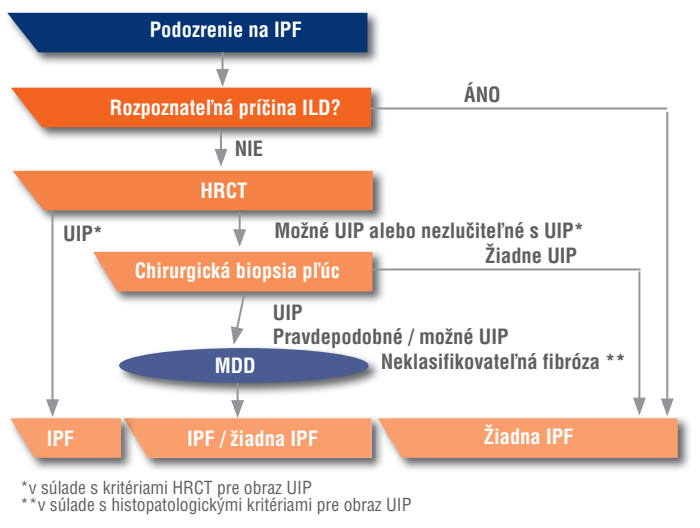 Podozrenie na IPF
Rozpoznateľná príčina ILD?
ÁNO
NIE
HRCT
UIP*
Možné UIP alebo nezlučiteľné s UIP*
Žiadne UIP
Chirurgická biopsia pľúc
UIP
Pravdepodobné / možné UIP
Neklasifikovateľná fibróza **
MDD
IPF
IPF / žiadna IPF
Žiadna IPF
*v súlade s kritériami HRCT pre obraz UIP
**v súlade s histopatologickými kritériami pre obraz UIP